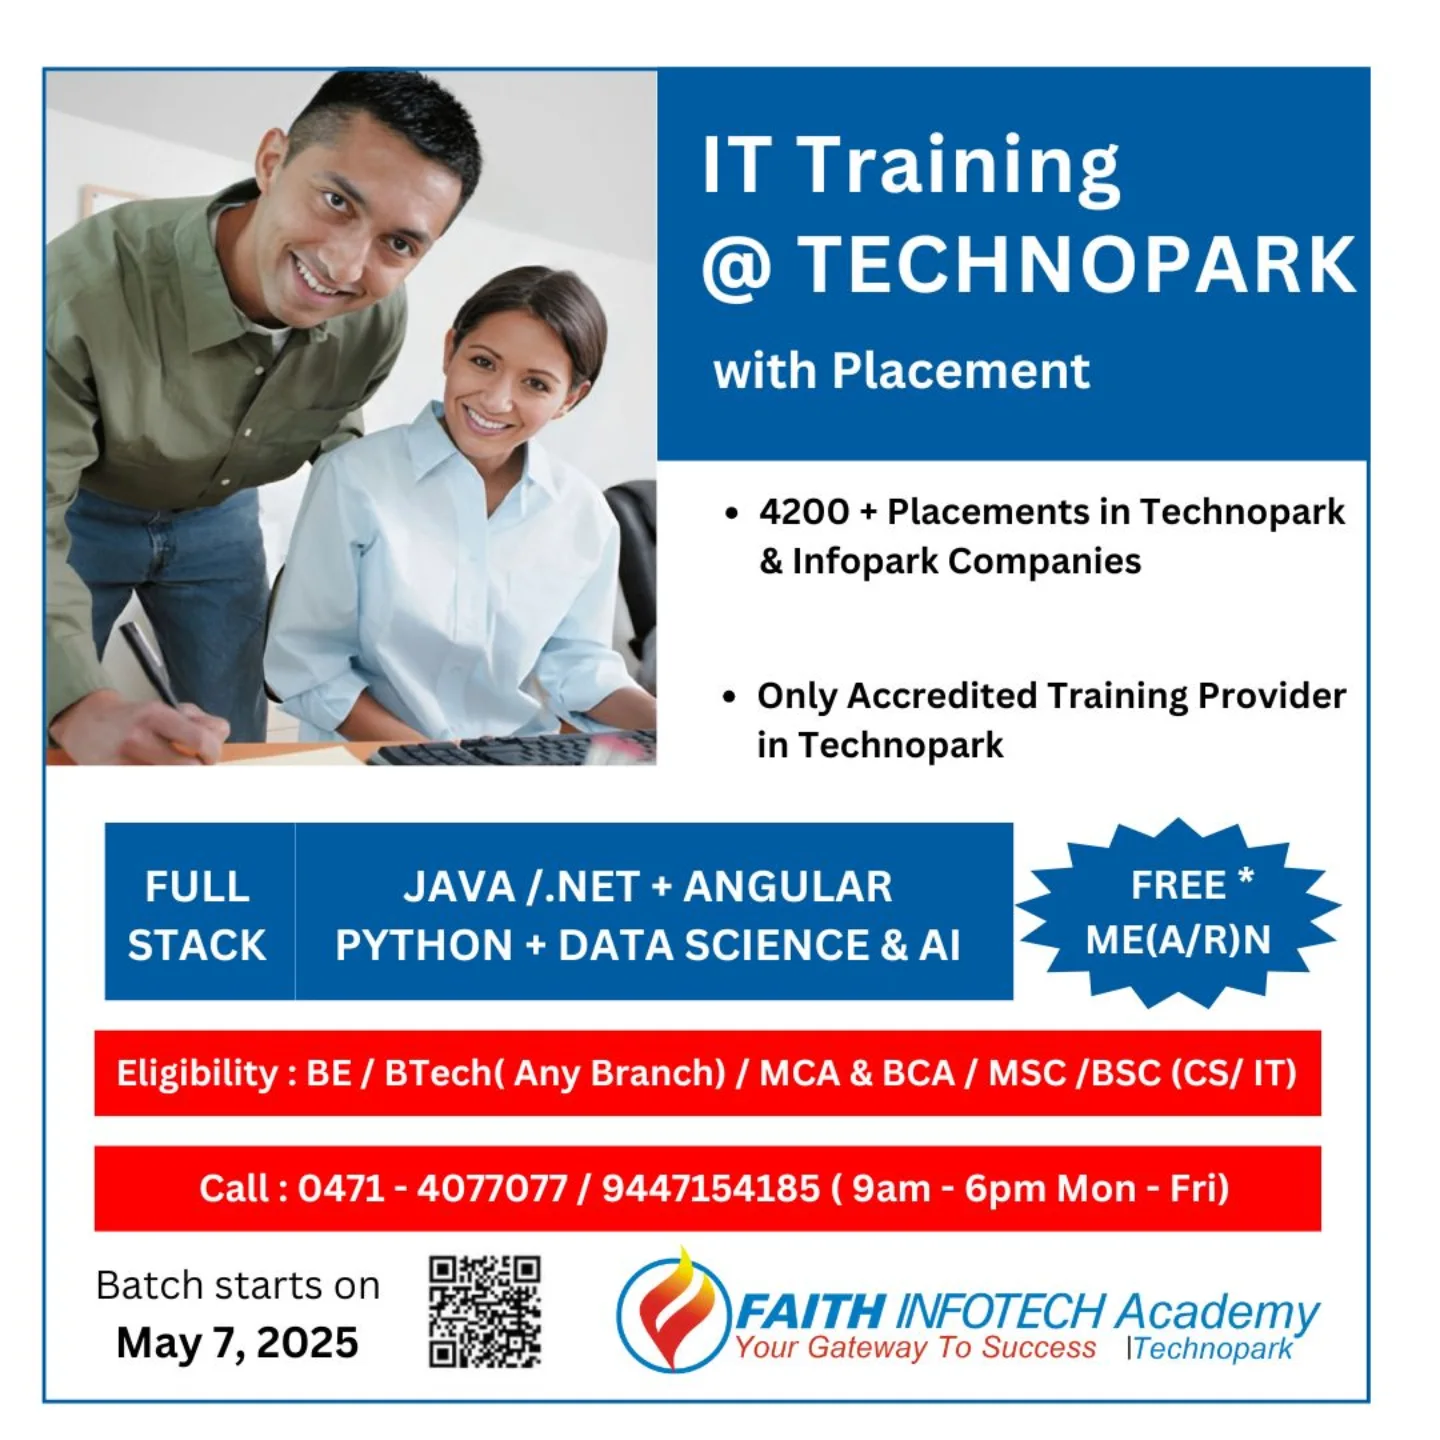 IT Training
@ TECHNOPARK
with Placement
• 4200 + Placements in Technopark
& Infopark Companies
• Only Accredited Training Provider
in Technopark
FULL
STACK
JAVA /.NET + ANGULAR
PYTHON + DATA SCIENCE & AI
FREE *
ME(A/R)N
Eligibility : BE / BTech( Any Branch) / MCA & BCA / MSC /BSC (CS/ IT)
Call : 0471 - 4077077 / 9447154185 ( 9am - 6pm Mon - Fri)
Batch starts on
May 7, 2025
FAITH INFOTECH Academy
Your Gateway To Success |Technopark